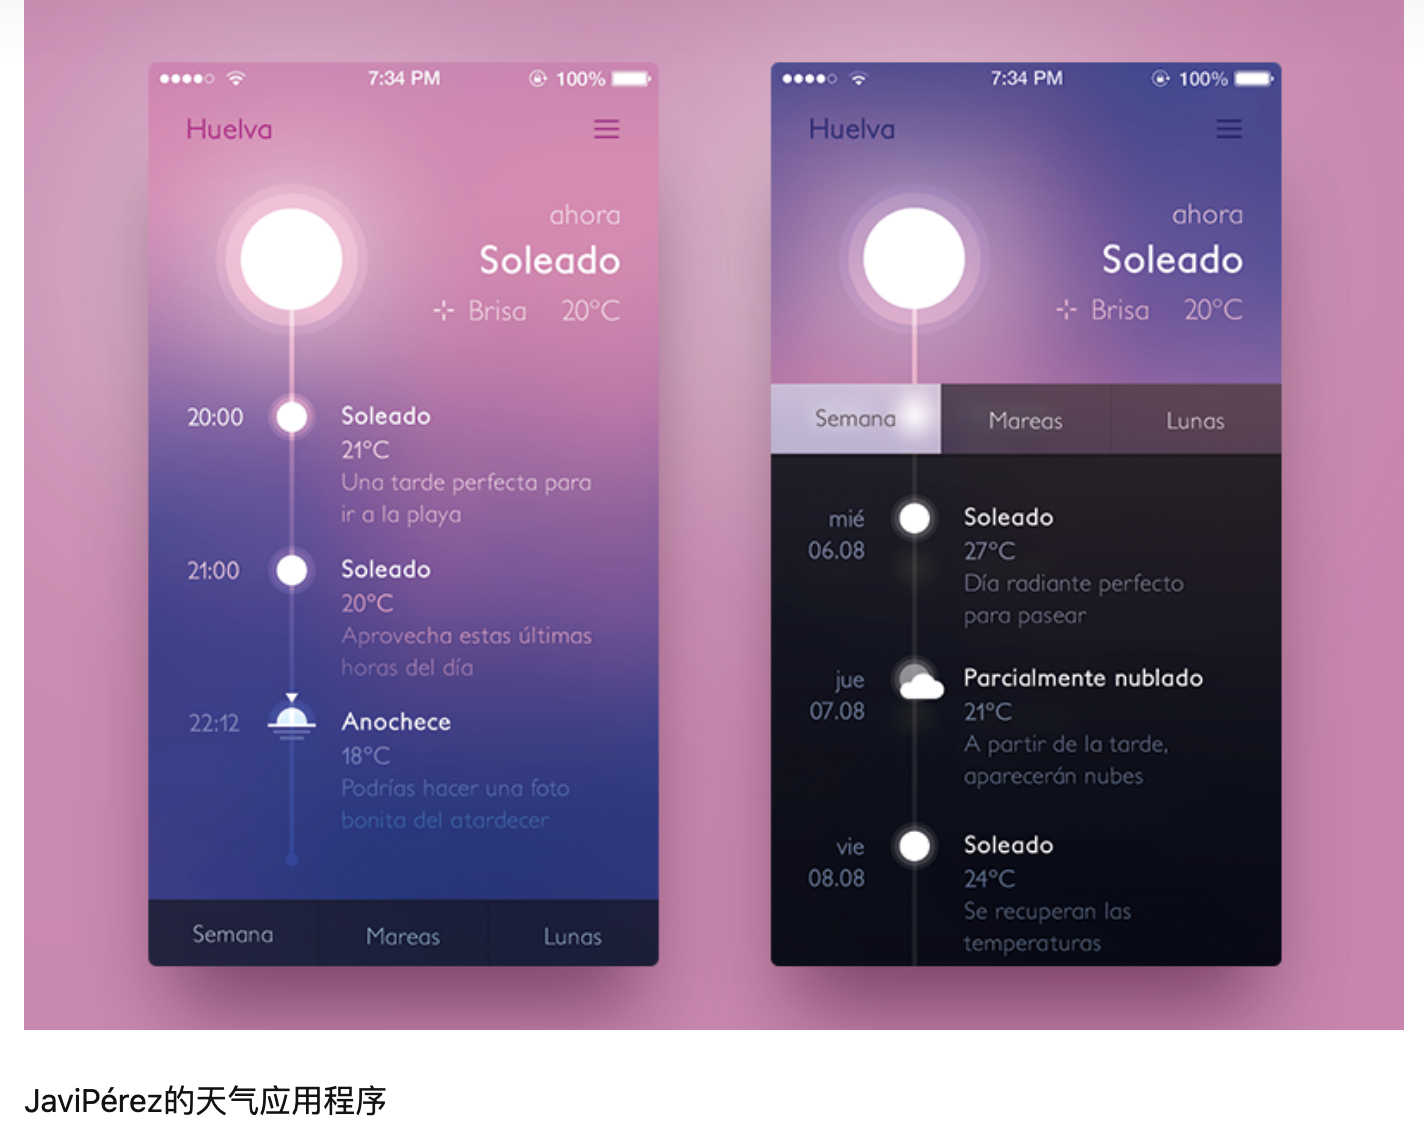 7:34 PM 100%
Huelva
ahora
Soleado
Brisa 20°C
20:00 Soleado
21°C
Una tarde perfecta para
ir a la playa
21:00 Soleado
20°C
Aprovecha estas últimas
horas del día
22:12 Anochece
18°C
Podrías hacer una foto
bonita del atardecer
Semana Mareas Lunas
7:34 PM 100%
Huelva
ahora
Soleado
Brisa 20°C
Semana Mareas Lunas
mié Soleado
06.08 27°C
Día radiante perfecto
para pasear
jue Parcialmente nublado
07.08 21°C
A partir de la tarde,
aparecerán nubes
vie Soleado
08.08 24°C
Se recuperan las
temperaturas
JaviPérez的天气应用程序